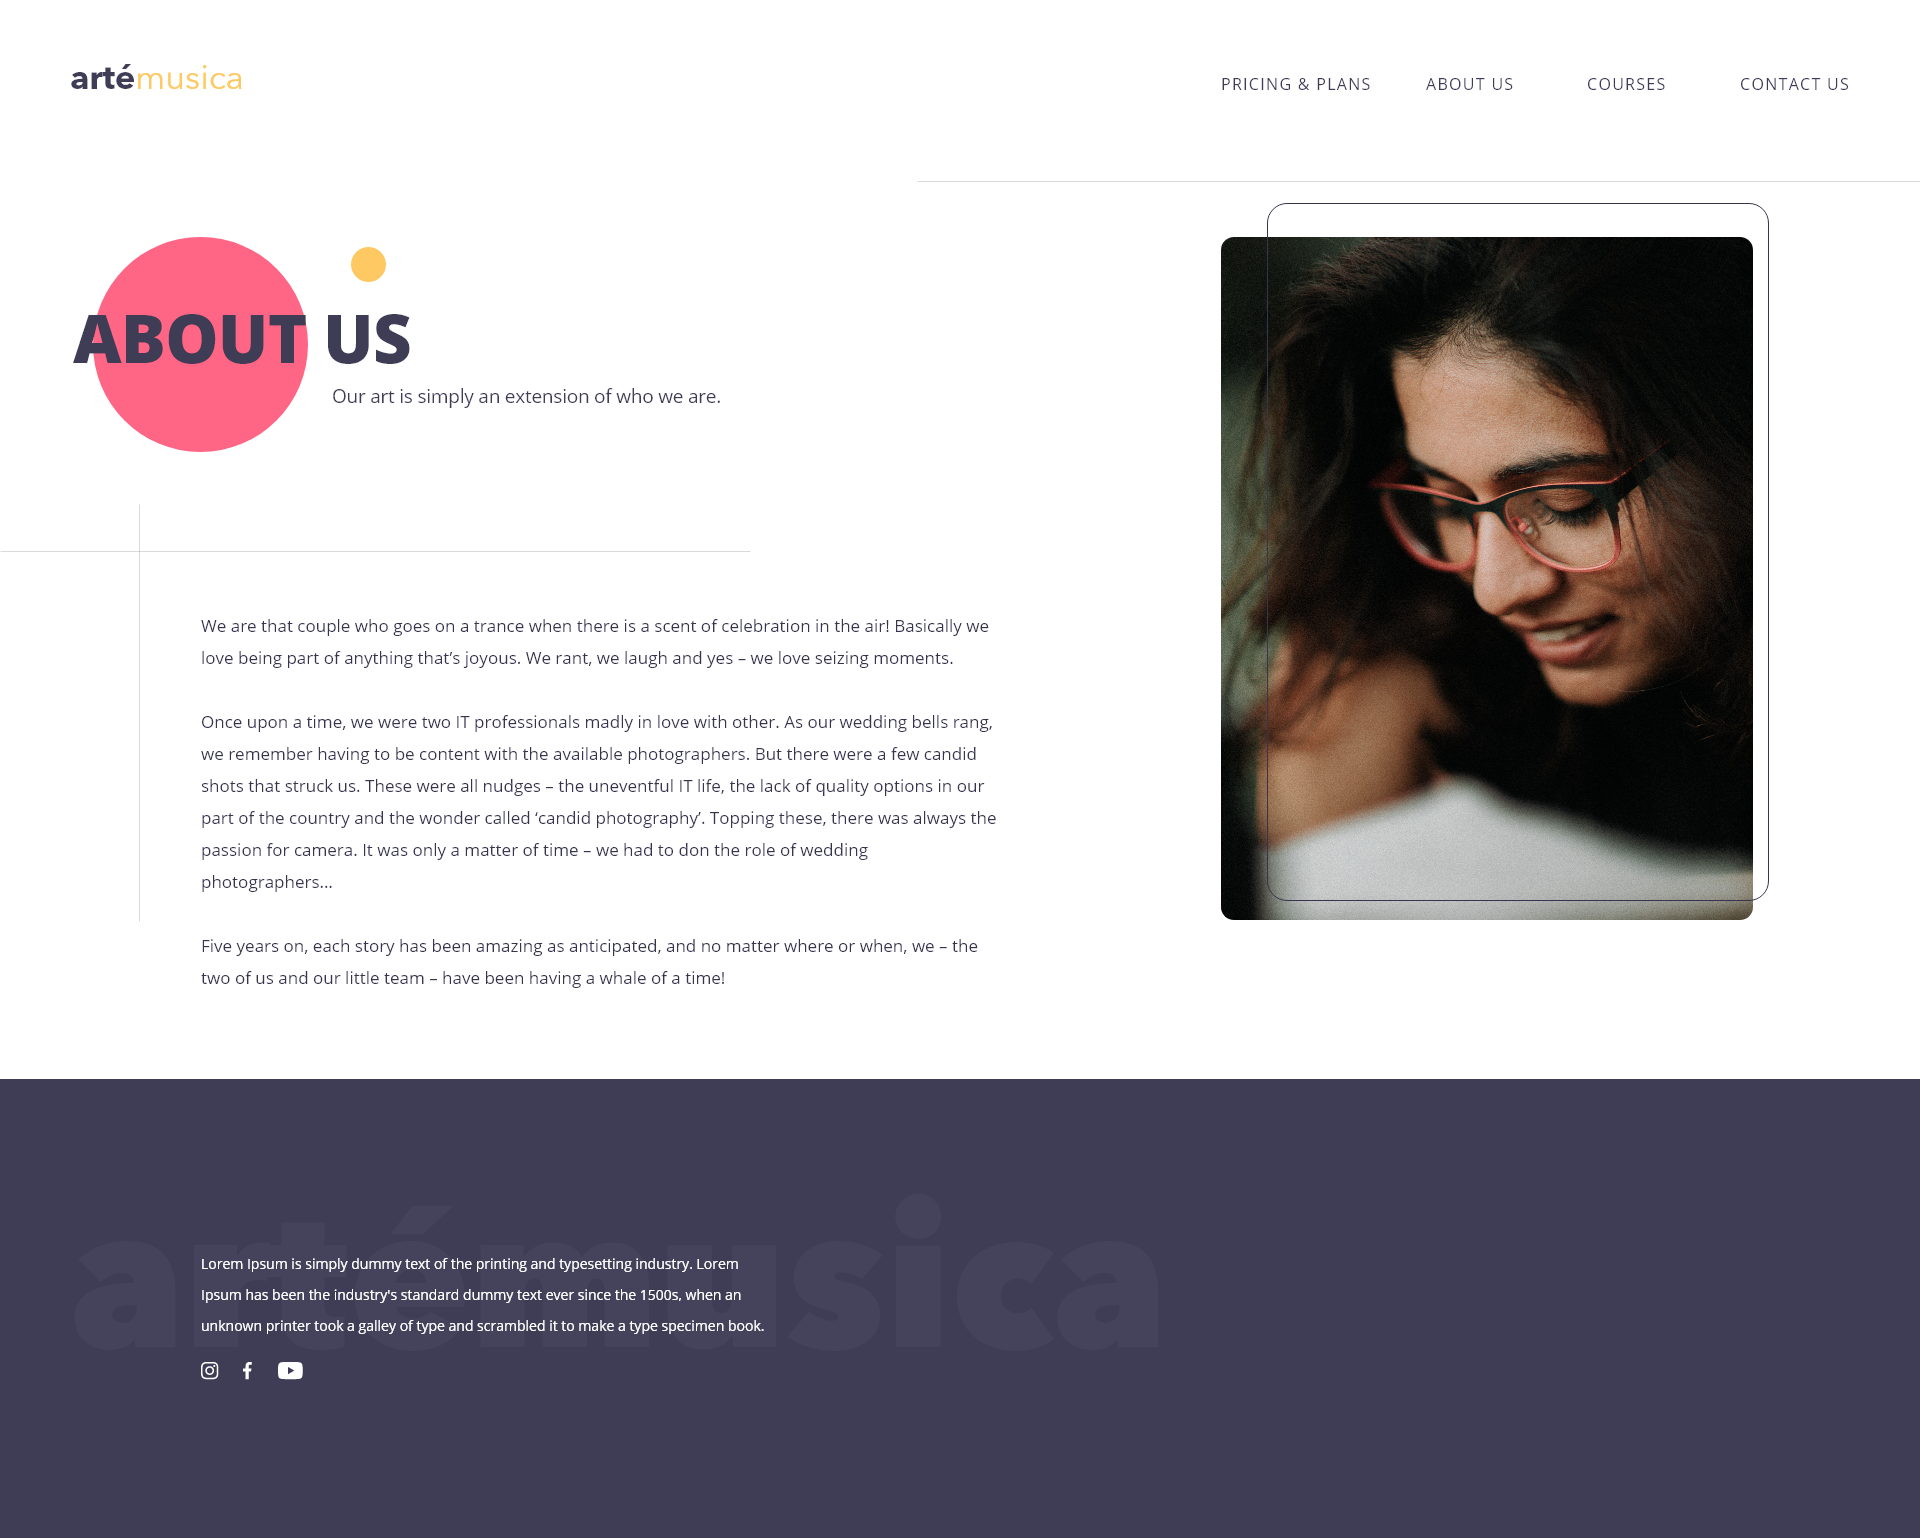 artémusica
PRICING & PLANS ABOUT US COURSES CONTACT US
ABOUT US
Our art is simply an extension of who we are.
We are that couple who goes on a trance when there is a scent of celebration in the air! Basically we
love being part of anything that’s joyous. We rant, we laugh and yes – we love seizing moments.
Once upon a time, we were two IT professionals madly in love with other. As our wedding bells rang,
we remember having to be content with the available photographers. But there were a few candid
shots that struck us. These were all nudges – the uneventful IT life, the lack of quality options in our
part of the country and the wonder called ‘candid photography’. Topping these, there was always the
passion for camera. It was only a matter of time – we had to don the role of wedding
photographers…
Five years on, each story has been amazing as anticipated, and no matter where or when, we – the
two of us and our little team – have been having a whale of a time!
artémusica
Lorem Ipsum is simply dummy text of the printing and typesetting industry. Lorem
Ipsum has been the industry's standard dummy text ever since the 1500s, when an
unknown printer took a galley of type and scrambled it to make a type specimen book.